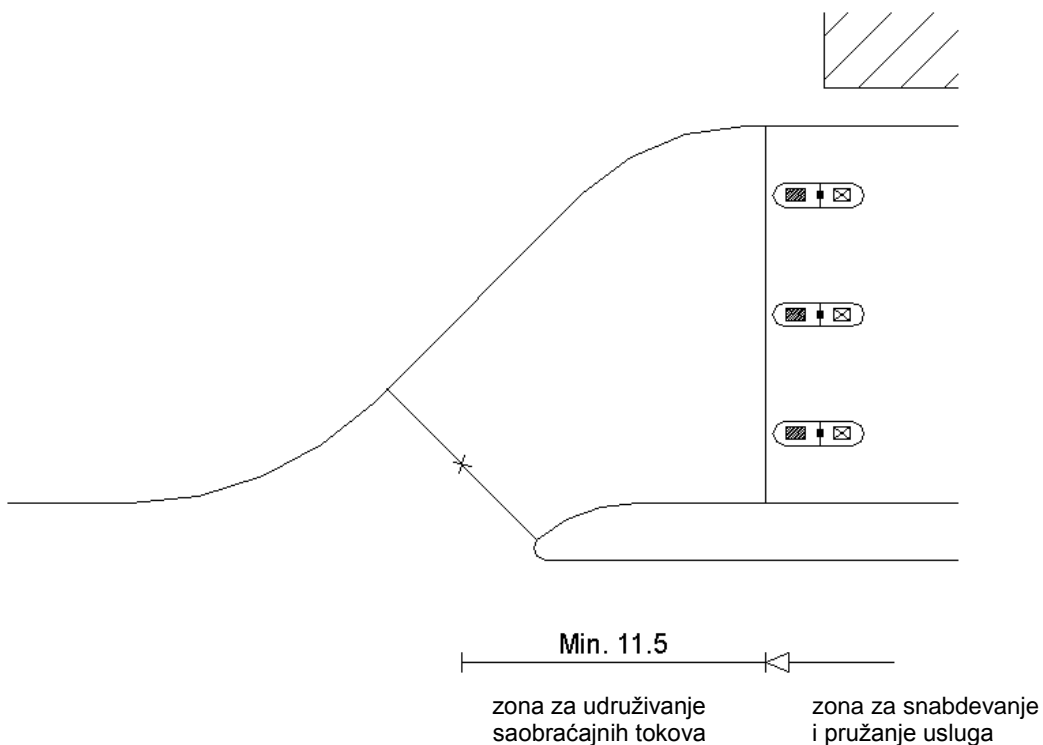 Min. 11.5
zona za udruživanje
saobraćajnih tokova
zona za snabdevanje
i pružanje usluga